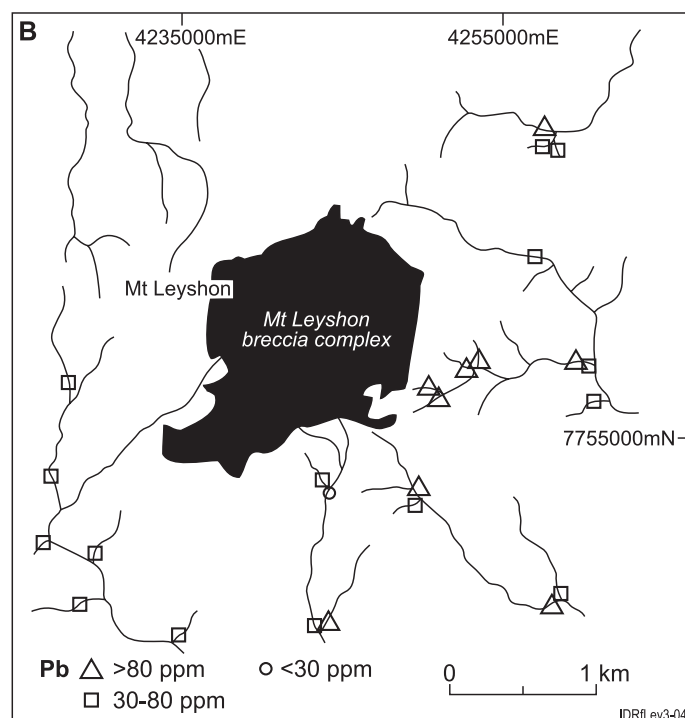 B
4235000mE
4255000mE
Mt Leyshon
Mt Leyshon
breccia complex
7755000mN
Pb
>80 ppm
<30 ppm
30-80 ppm
0
1 km